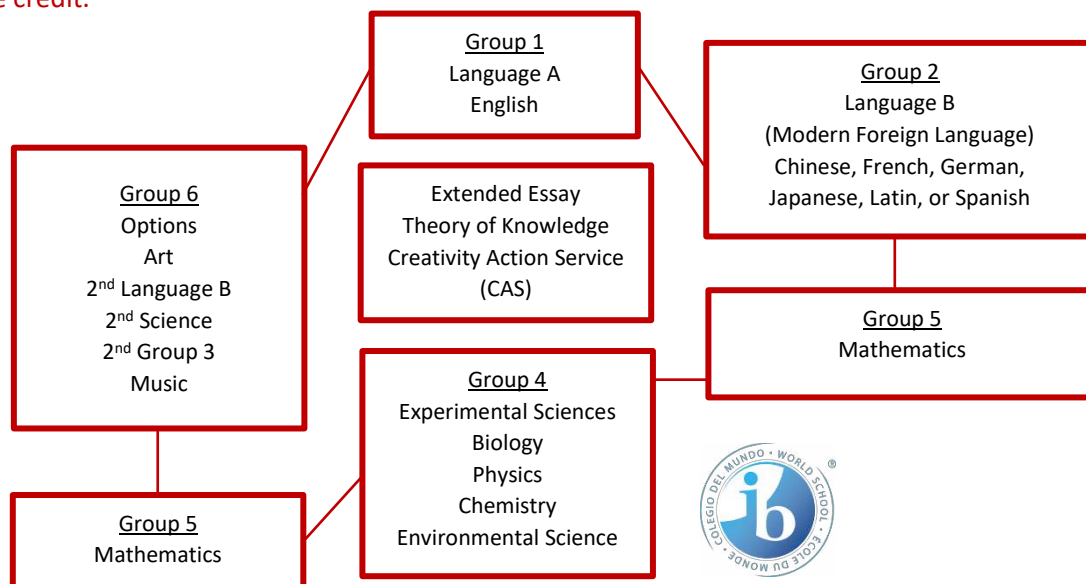 e credit.
Group 1
Language A
English
Group 2
Language B
(Modern Foreign Language)
Chinese, French, German,
Japanese, Latin, or Spanish
Group 6
Options
Art
2nd Language B
2nd Science
2nd Group 3
Music
Extended Essay
Theory of Knowledge
Creativity Action Service
(CAS)
Group 5
Mathematics
Group 4
Experimental Sciences
Biology
Physics
Chemistry
Environmental Science
Group 5
Mathematics
COLEGIO DEL MUNDO · WORLD SCHOOL · ÉCOLE DU MONDE ·
ib
®